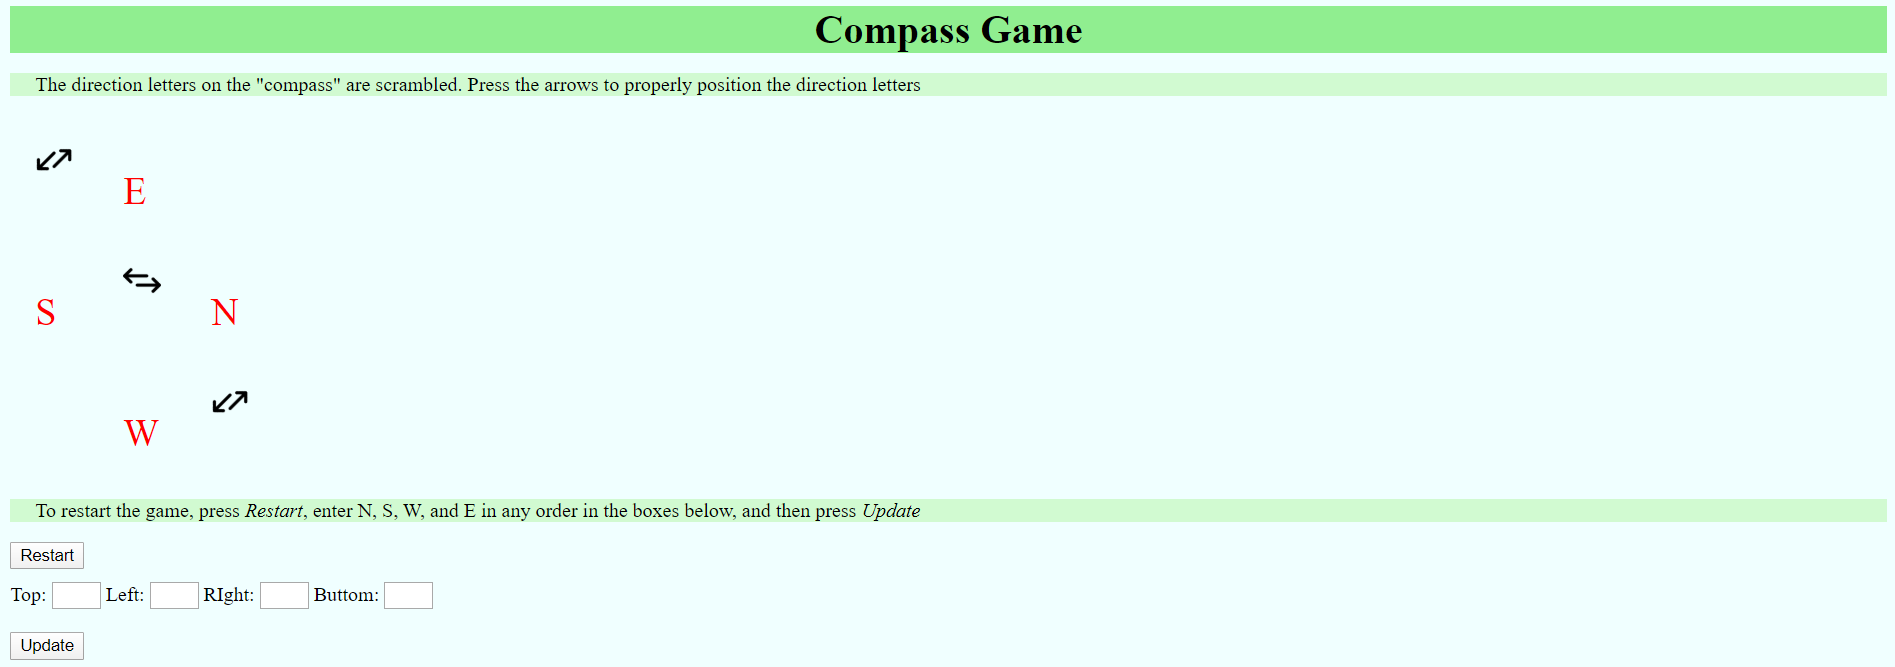 Compass Game
The direction letters on the "compass" are scrambled. Press the arrows to properly position the direction letters
E
S N
W
To restart the game, press Restart, enter N, S, W, and E in any order in the boxes below, and then press Update
Restart
Top: Left: RIght: Buttom:
Update